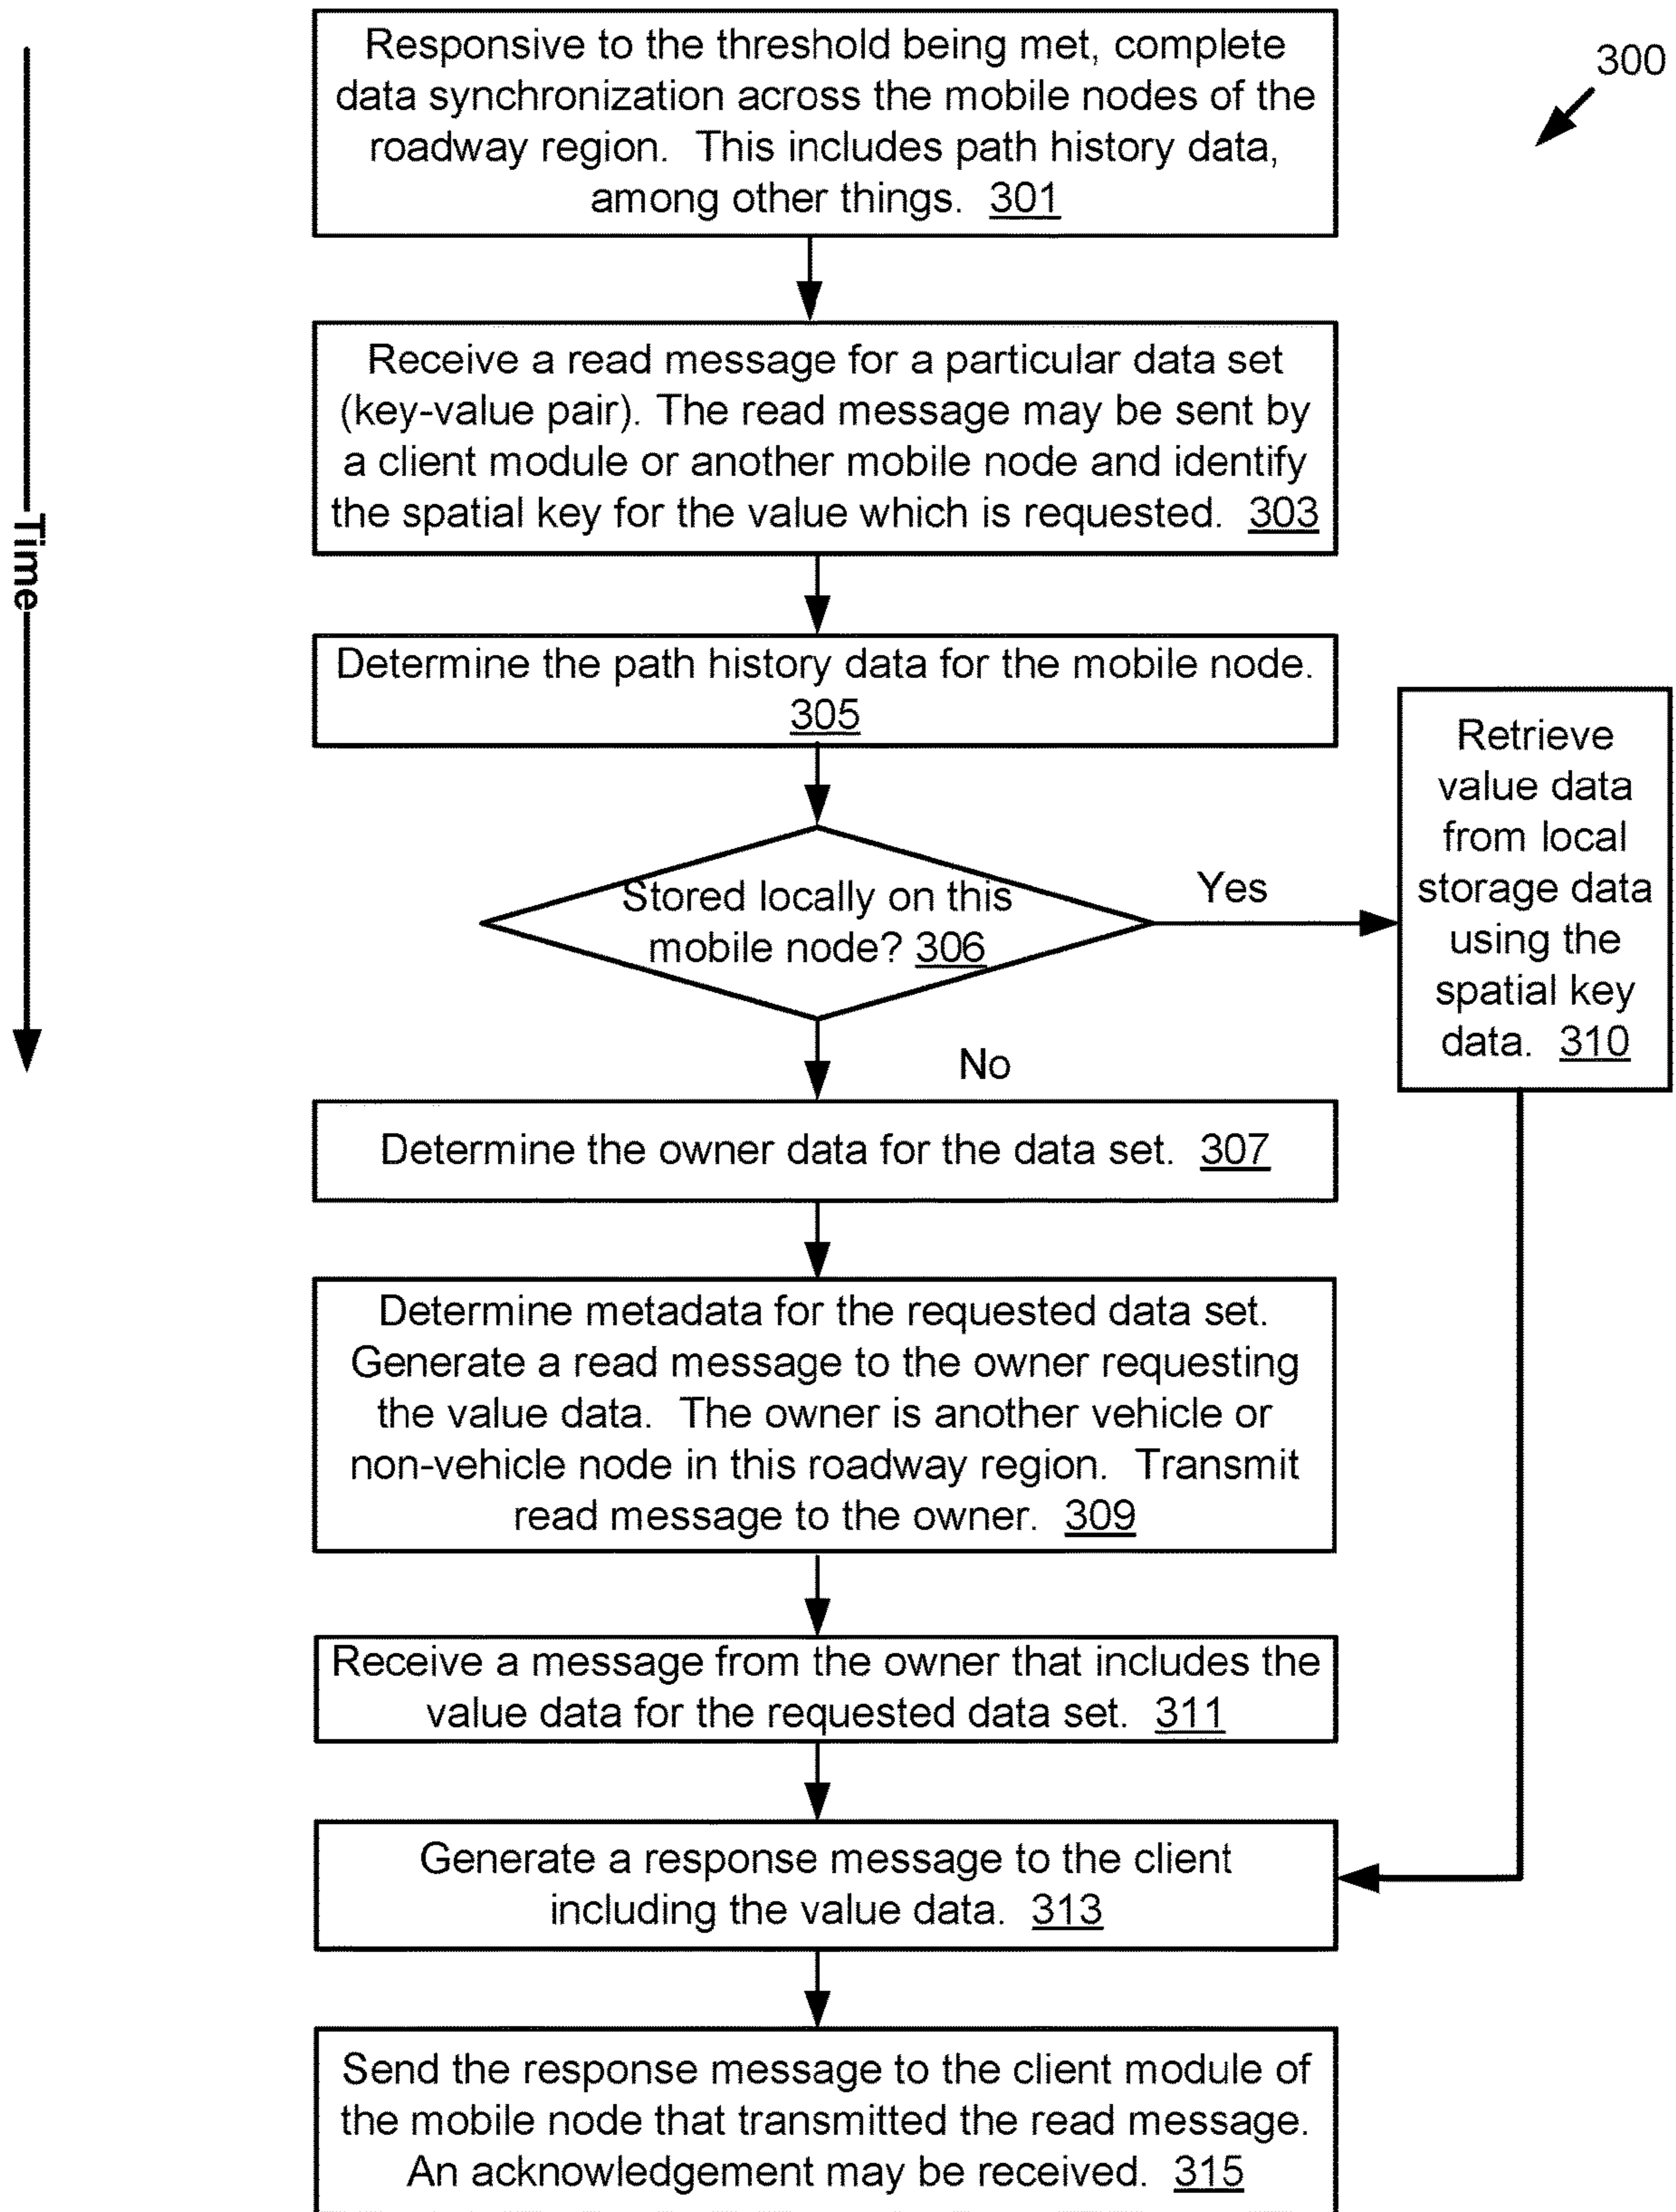 300
Responsive to the threshold being met, complete
data synchronization across the mobile nodes of the
roadway region. This includes path history data,
among other things. 301
Receive a read message for a particular data set
(key-value pair). The read message may be sent by
a client module or another mobile node and identify
the spatial key for the value which is requested. 303
Time
Determine the path history data for the mobile node.
305
Stored locally on this
mobile node? 306
Yes
Retrieve
value data
from local
storage data
using the
spatial key
data. 310
No
Determine the owner data for the data set. 307
Determine metadata for the requested data set.
Generate a read message to the owner requesting
the value data. The owner is another vehicle or
non-vehicle node in this roadway region. Transmit
read message to the owner. 309
Receive a message from the owner that includes the
value data for the requested data set. 311
Generate a response message to the client
including the value data. 313
Send the response message to the client module of
the mobile node that transmitted the read message.
An acknowledgement may be received. 315